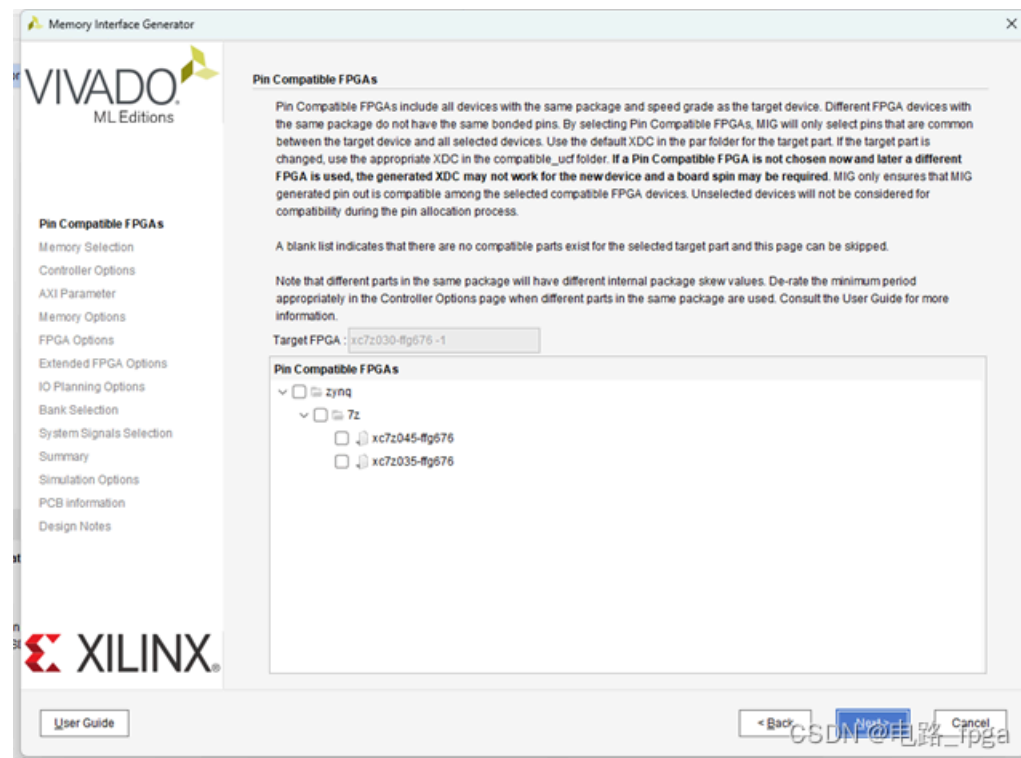 Memory Interface Generator
VIVADO.
ML Editions
Pin Compatible FPGAs
Memory Selection
Controller Options
AXI Parameter
Memory Options
FPGA Options
Extended FPGA Options
IO Planning Options
Bank Selection
System Signals Selection
Summary
Simulation Options
PCB information
Design Notes
XILINX
Pin Compatible FPGAs
Pin Compatible FPGAs include all devices with the same package and speed grade as the target device. Different FPGA devices with
the same package do not have the same bonded pins. By selecting Pin Compatible FPGAs, MIG will only select pins that are common
between the target device and all selected devices. Use the default XDC in the par folder for the target part. If the target part is
changed, use the appropriate XDC in the compatible_ucf folder. If a Pin Compatible FPGA is not chosen now and later a different
FPGA is used, the generated XDC may not work for the new device and a board spin may be required. MIG only ensures that MIG
generated pin out is compatible among the selected compatible FPGA devices. Unselected devices will not be considered for
compatibility during the pin allocation process.
A blank list indicates that there are no compatible parts exist for the selected target part and this page can be skipped.
Note that different parts in the same package will have different internal package skew values. De-rate the minimum period
appropriately in the Controller Options page when different parts in the same package are used. Consult the User Guide for more
information.
Target FPGA : xc7z030-ffg676 -1
Pin Compatible FPGAs
zynq
7z
xc7z045-ffg676
xc7z035-ffg676
User Guide
< Back
Next >
Cancel
CSDN @电路_fpga